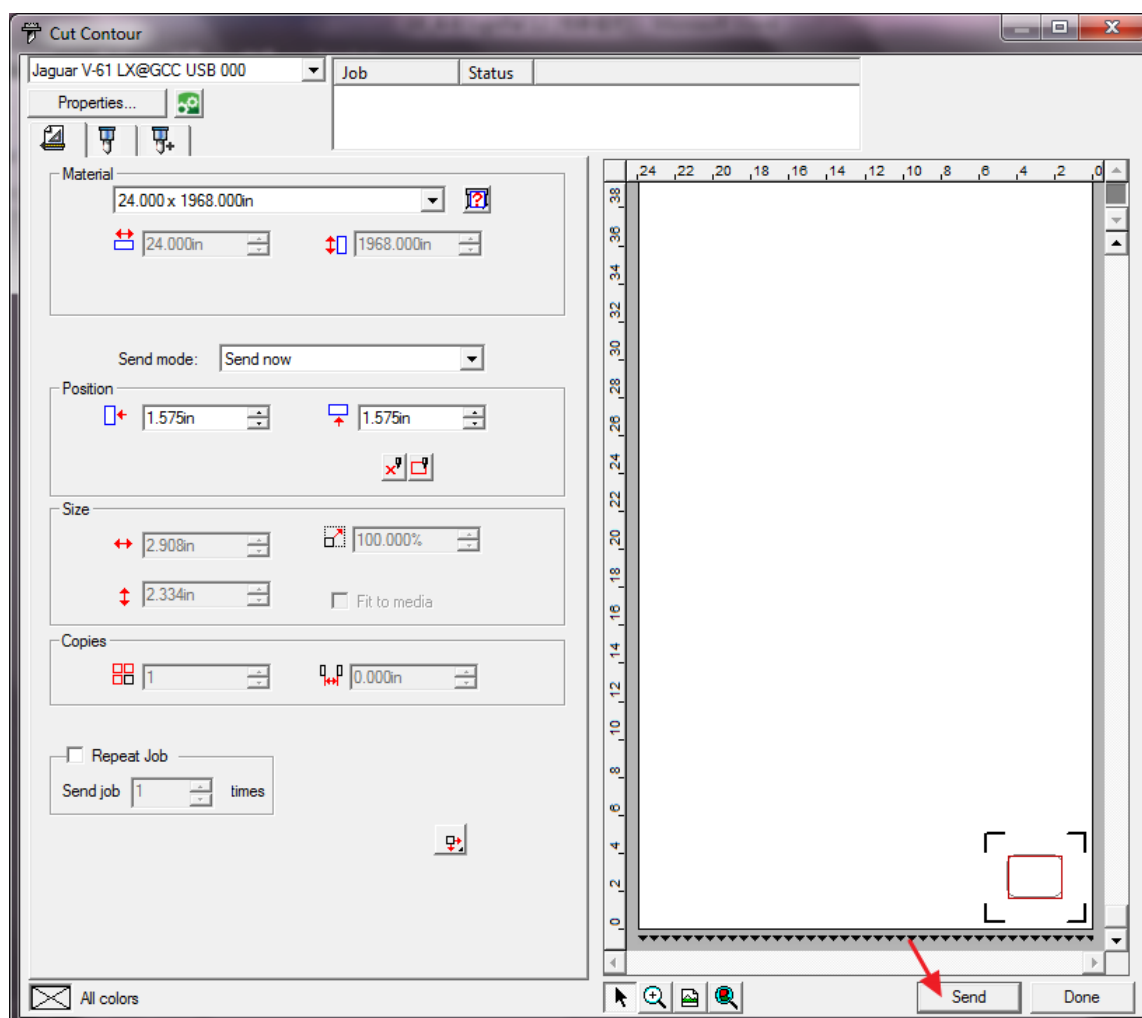 Cut Contour
Jaguar V-61 LX@GCC USB 000
Job Status
Properties...
Material
24.000 x 1968.000in
24.000in 1968.000in
Send mode: Send now
Position
1.575in 1.575in
Size
2.908in 100.000%
2.334in Fit to media
Copies
1 0.000in
Repeat Job
Send job 1 times
All colors
24 22 20 18 16 14 12 10 8 6 4 2 0
38
36
34
32
30
28
26
24
22
20
18
16
14
12
10
8
6
4
2
0
Send Done